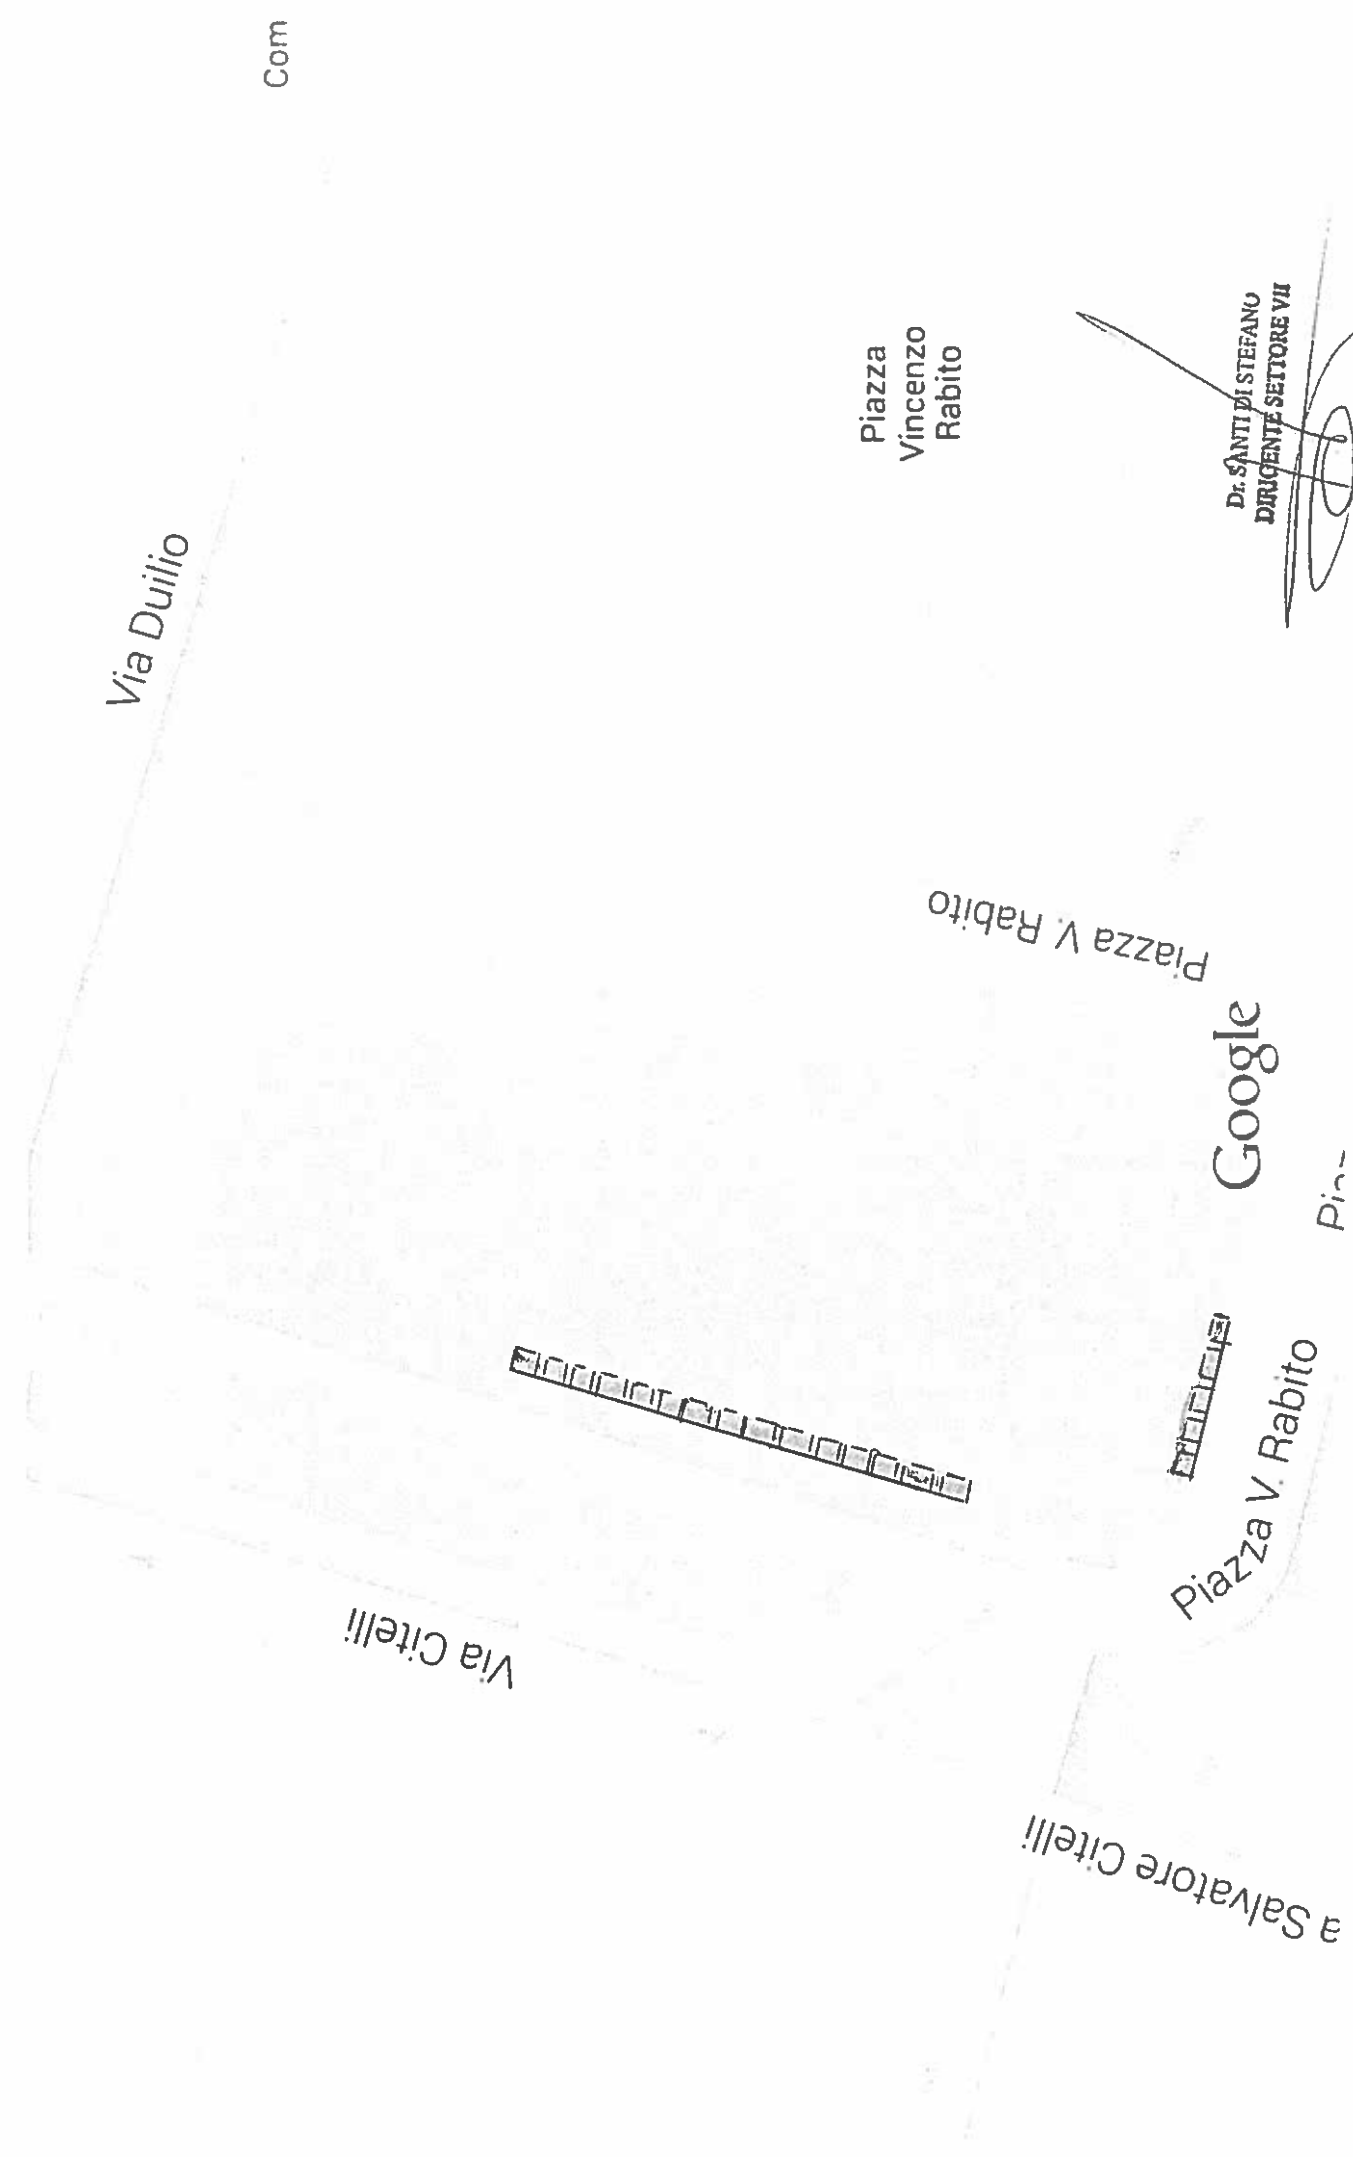 Com
Via Duilio
Piazza
Vincenzo
Rabito
Dr. SANTI DI STEFANO
DIRIGENTE SETTORE VII
Piazza V. Rabito
Google
Piazza V. Rabito
Via Citelli
a Salvatore Citelli